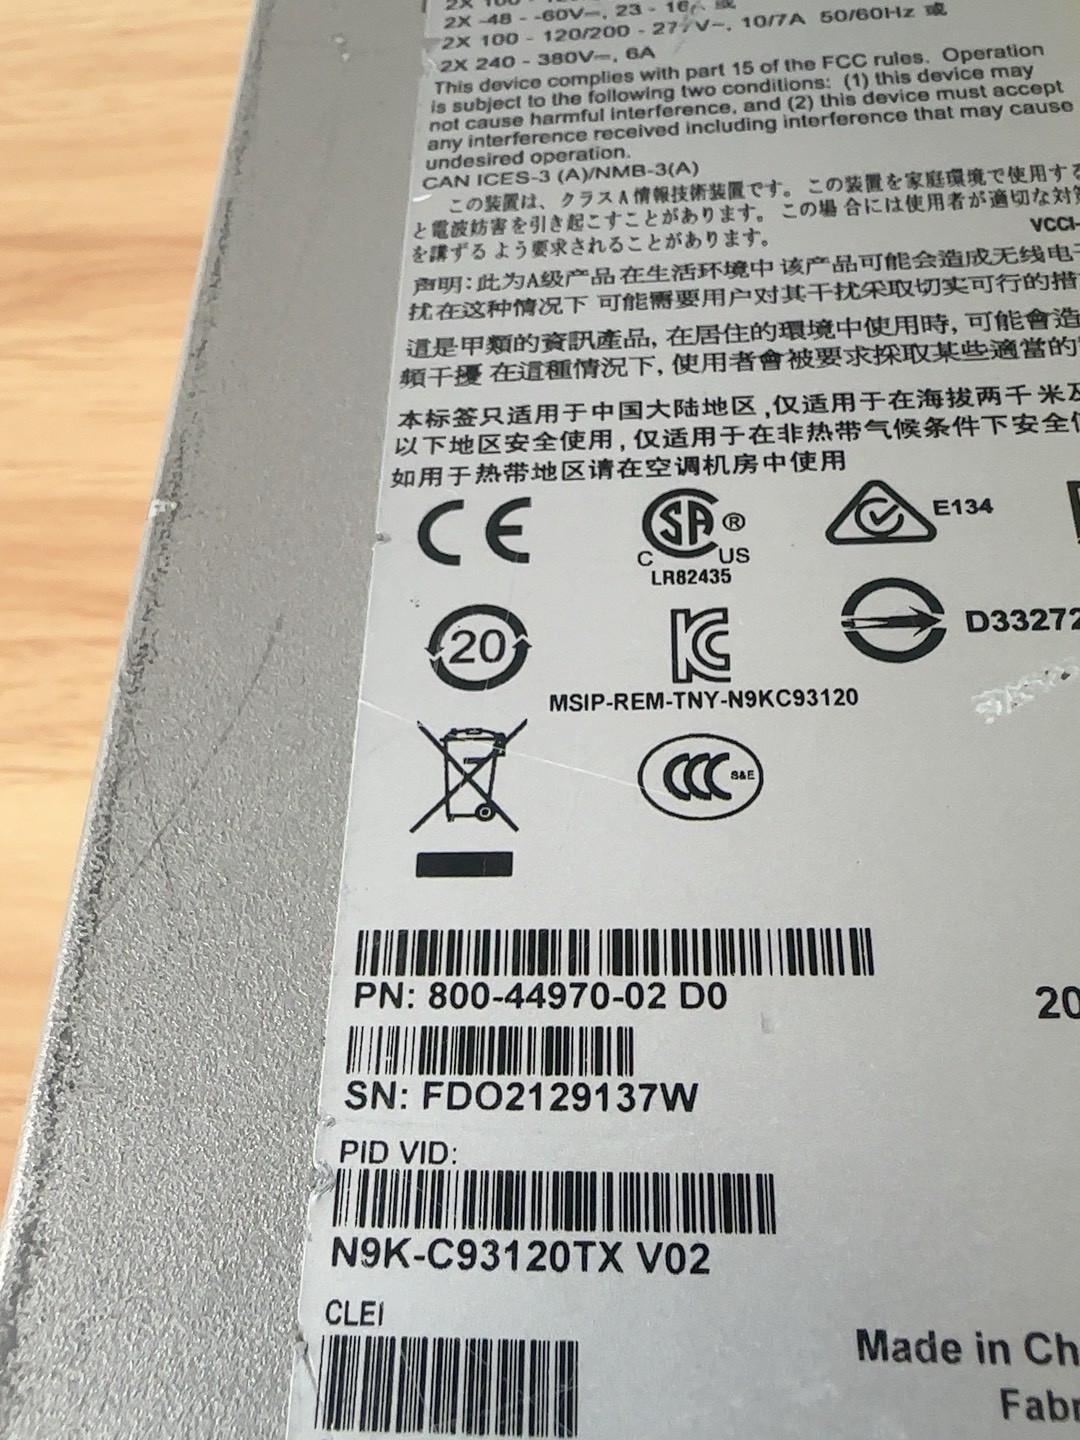 2X 100 - 120
2X -48 - -60V⎓, 23 - 16 或
2X 100 - 120/200 - 277V~, 10/7A 50/60Hz 或
2X 240 - 380V⎓, 6A
This device complies with part 15 of the FCC rules. Operation
is subject to the following two conditions: (1) this device may
not cause harmful interference, and (2) this device must accept
any interference received including interference that may cause
undesired operation.
CAN ICES-3 (A)/NMB-3(A)
この装置は、クラスA情報技術装置です。この装置を家庭環境で使用する
と電波妨害を引き起こすことがあります。この場合には使用者が適切な対策
を講ずるよう要求されることがあります。
VCCI-
声明:此为A级产品 在生活环境中 该产品可能会造成无线电干
扰在这种情况下 可能需要用户对其干扰采取切实可行的措
這是甲類的資訊產品, 在居住的環境中使用時, 可能會造
頻干擾 在這種情況下, 使用者會被要求採取某些適當的
本标签只适用于中国大陆地区,仅适用于在海拔两千米及
以下地区安全使用,仅适用于在非热带气候条件下安全使
如用于热带地区请在空调机房中使用
CE
C SA ® US
LR82435
E134
20
KC
D33272
MSIP-REM-TNY-N9KC93120
CCC S&E
PN: 800-44970-02 D0
20
SN: FDO2129137W
PID VID:
N9K-C93120TX V02
CLEI
Made in Ch
Fabr